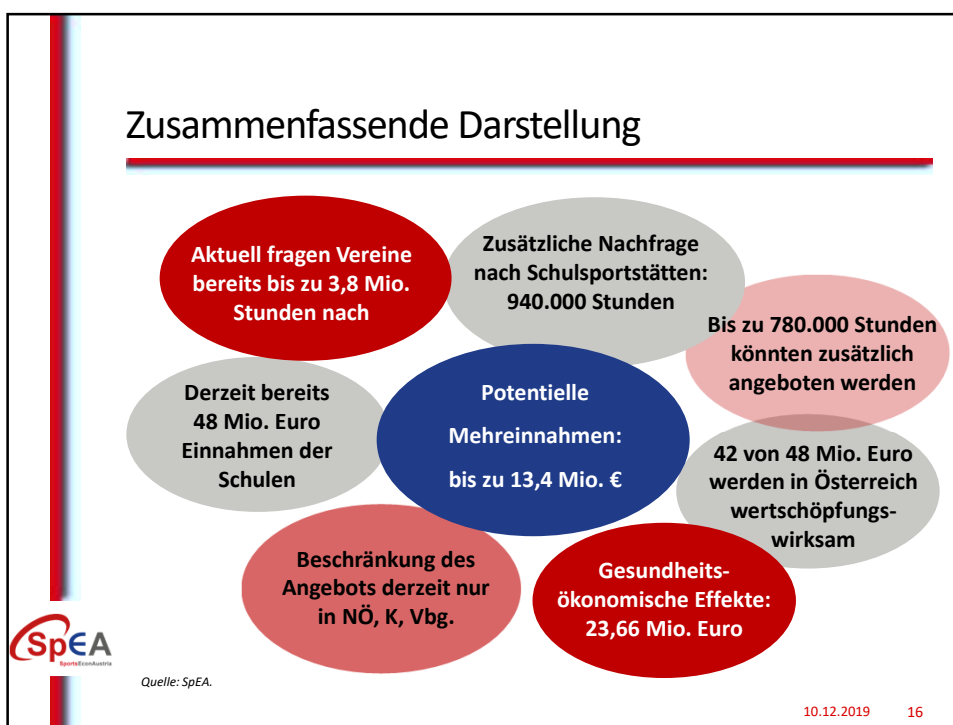 Zusammenfassende Darstellung
Aktuell fragen Vereine
bereits bis zu 3,8 Mio.
Stunden nach
Zusätzliche Nachfrage
nach Schulsportstätten:
940.000 Stunden
Bis zu 780.000 Stunden
könnten zusätzlich
angeboten werden
Derzeit bereits
48 Mio. Euro
Einnahmen der
Schulen
Potentielle
Mehreinnahmen:
bis zu 13,4 Mio. €
42 von 48 Mio. Euro
werden in Österreich
wertschöpfungs-
wirksam
Beschränkung des
Angebots derzeit nur
in NÖ, K, Vbg.
Gesundheits-
ökonomische Effekte:
23,66 Mio. Euro
SpEA
SportsEconAustria
Quelle: SpEA.
10.12.2019 16